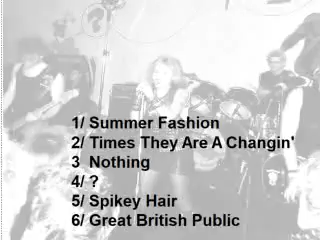 1/ Summer Fashion
2/ Times They Are A Changin'
3  Nothing
4/ ?
5/ Spikey Hair
6/ Great British Public